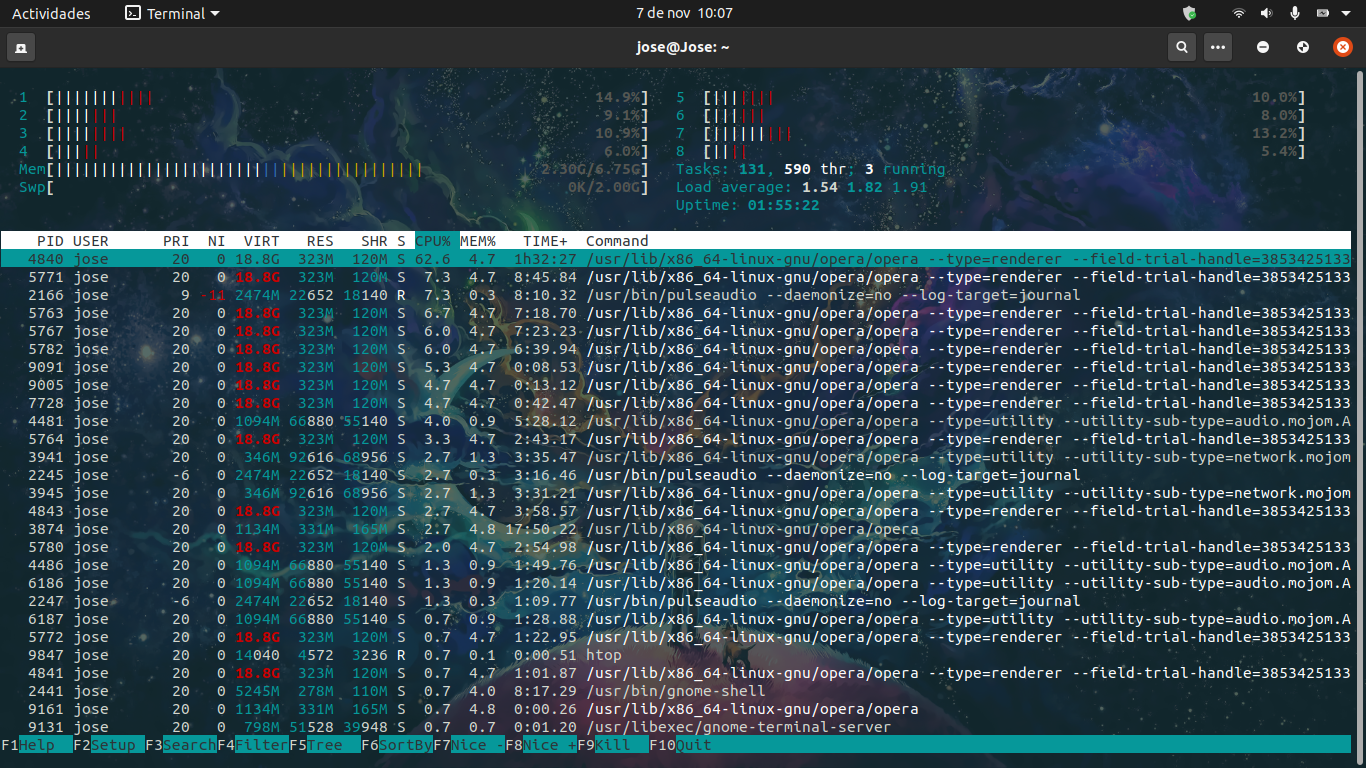 Actividades Terminal 7 de nov 10:07
jose@Jose: ~
1 [||||||||||| 14.9%] 5 [||||||| 10.0%]
2 [||||||| 9.1%] 6 [|||||| 8.0%]
3 [|||||||| 10.9%] 7 [||||||||| 13.2%]
4 [||||| 6.0%] 8 [|||| 5.4%]
Mem[||||||||||||||||||||||||||||||||||||||||| 2.30G/6.75G] Tasks: 131, 590 thr; 3 running
Swp[ 0K/2.00G] Load average: 1.54 1.82 1.91
Uptime: 01:55:22
PID USER PRI NI VIRT RES SHR S CPU% MEM% TIME+ Command
4840 jose 20 0 18.8G 323M 120M S 62.6 4.7 1h32:27 /usr/lib/x86_64-linux-gnu/opera/opera --type=renderer --field-trial-handle=3853425133
5771 jose 20 0 18.8G 323M 120M S 7.3 4.7 8:45.84 /usr/lib/x86_64-linux-gnu/opera/opera --type=renderer --field-trial-handle=3853425133
2166 jose 9 -11 2474M 22652 18140 R 7.3 0.3 8:10.32 /usr/bin/pulseaudio --daemonize=no --log-target=journal
5763 jose 20 0 18.8G 323M 120M S 6.7 4.7 7:18.70 /usr/lib/x86_64-linux-gnu/opera/opera --type=renderer --field-trial-handle=3853425133
5767 jose 20 0 18.8G 323M 120M S 6.0 4.7 7:23.23 /usr/lib/x86_64-linux-gnu/opera/opera --type=renderer --field-trial-handle=3853425133
5782 jose 20 0 18.8G 323M 120M S 6.0 4.7 6:39.94 /usr/lib/x86_64-linux-gnu/opera/opera --type=renderer --field-trial-handle=3853425133
9091 jose 20 0 18.8G 323M 120M S 5.3 4.7 0:08.53 /usr/lib/x86_64-linux-gnu/opera/opera --type=renderer --field-trial-handle=3853425133
9005 jose 20 0 18.8G 323M 120M S 4.7 4.7 0:13.12 /usr/lib/x86_64-linux-gnu/opera/opera --type=renderer --field-trial-handle=3853425133
7728 jose 20 0 18.8G 323M 120M S 4.7 4.7 0:42.47 /usr/lib/x86_64-linux-gnu/opera/opera --type=renderer --field-trial-handle=3853425133
4481 jose 20 0 1094M 66880 55140 S 4.0 0.9 5:28.12 /usr/lib/x86_64-linux-gnu/opera/opera --type=utility --utility-sub-type=audio.mojom.A
5764 jose 20 0 18.8G 323M 120M S 3.3 4.7 2:43.17 /usr/lib/x86_64-linux-gnu/opera/opera --type=renderer --field-trial-handle=3853425133
3941 jose 20 0 346M 92616 68956 S 2.7 1.3 3:35.47 /usr/lib/x86_64-linux-gnu/opera/opera --type=utility --utility-sub-type=network.mojom
2245 jose -6 0 2474M 22652 18140 S 2.7 0.3 3:16.46 /usr/bin/pulseaudio --daemonize=no --log-target=journal
3945 jose 20 0 346M 92616 68956 S 2.7 1.3 3:31.21 /usr/lib/x86_64-linux-gnu/opera/opera --type=utility --utility-sub-type=network.mojom
4843 jose 20 0 18.8G 323M 120M S 2.7 4.7 3:58.57 /usr/lib/x86_64-linux-gnu/opera/opera --type=renderer --field-trial-handle=3853425133
3874 jose 20 0 1134M 331M 165M S 2.7 4.8 17:50.22 /usr/lib/x86_64-linux-gnu/opera/opera
5780 jose 20 0 18.8G 323M 120M S 2.0 4.7 2:54.98 /usr/lib/x86_64-linux-gnu/opera/opera --type=renderer --field-trial-handle=3853425133
4486 jose 20 0 1094M 66880 55140 S 1.3 0.9 1:49.76 /usr/lib/x86_64-linux-gnu/opera/opera --type=utility --utility-sub-type=audio.mojom.A
6186 jose 20 0 1094M 66880 55140 S 1.3 0.9 1:20.14 /usr/lib/x86_64-linux-gnu/opera/opera --type=utility --utility-sub-type=audio.mojom.A
2247 jose -6 0 2474M 22652 18140 S 1.3 0.3 1:09.77 /usr/bin/pulseaudio --daemonize=no --log-target=journal
6187 jose 20 0 1094M 66880 55140 S 0.7 0.9 1:28.88 /usr/lib/x86_64-linux-gnu/opera/opera --type=utility --utility-sub-type=audio.mojom.A
5772 jose 20 0 18.8G 323M 120M S 0.7 4.7 1:22.95 /usr/lib/x86_64-linux-gnu/opera/opera --type=renderer --field-trial-handle=3853425133
9847 jose 20 0 14040 4572 3236 R 0.7 0.1 0:00.51 htop
4841 jose 20 0 18.8G 323M 120M S 0.7 4.7 1:01.87 /usr/lib/x86_64-linux-gnu/opera/opera --type=renderer --field-trial-handle=3853425133
2441 jose 20 0 5245M 278M 110M S 0.7 4.0 8:17.29 /usr/bin/gnome-shell
9161 jose 20 0 1134M 331M 165M S 0.7 4.8 0:00.26 /usr/lib/x86_64-linux-gnu/opera/opera
9131 jose 20 0 798M 51528 39948 S 0.7 0.7 0:01.20 /usr/libexec/gnome-terminal-server
F1Help F2Setup F3SearchF4FilterF5Tree F6SortByF7Nice -F8Nice +F9Kill F10Quit